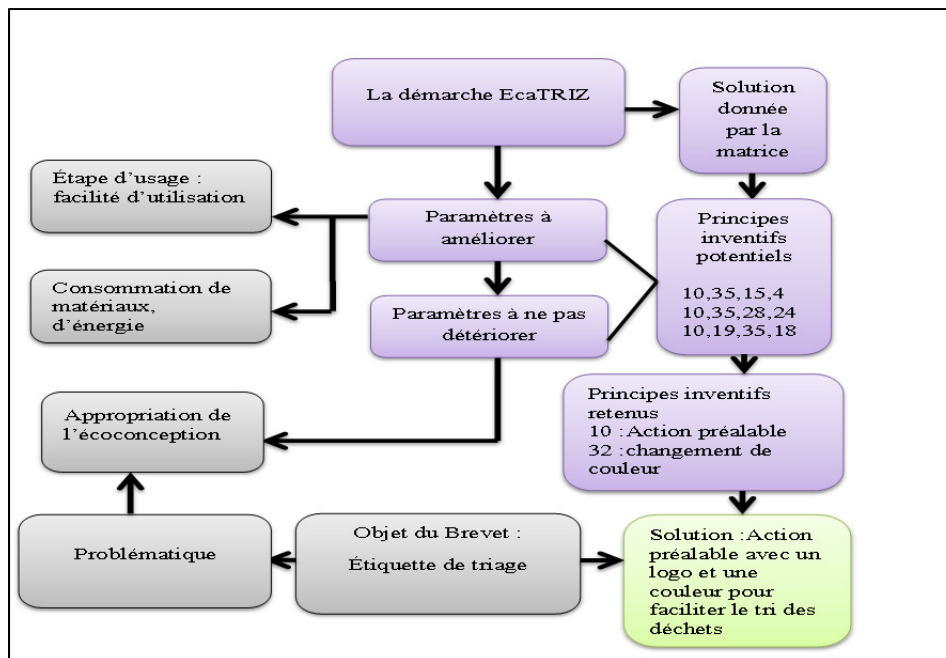 La démarche EcaTRIZ
Solution
donnée
par la
matrice
Étape d’usage :
facilité d’utilisation
Paramètres à
améliorer
Principes
inventifs
potentiels
10,35,15,4
10,35,28,24
10,19,35,18
Consommation de
matériaux,
d’énergie
Paramètres à ne pas
détériorer
Appropriation de
l’écoconception
Principes inventifs
retenus
10 : Action préalable
32 : changement de
couleur
Problématique
Objet du Brevet :
Étiquette de triage
Solution : Action
préalable avec un
logo et une
couleur pour
faciliter le tri des
déchets